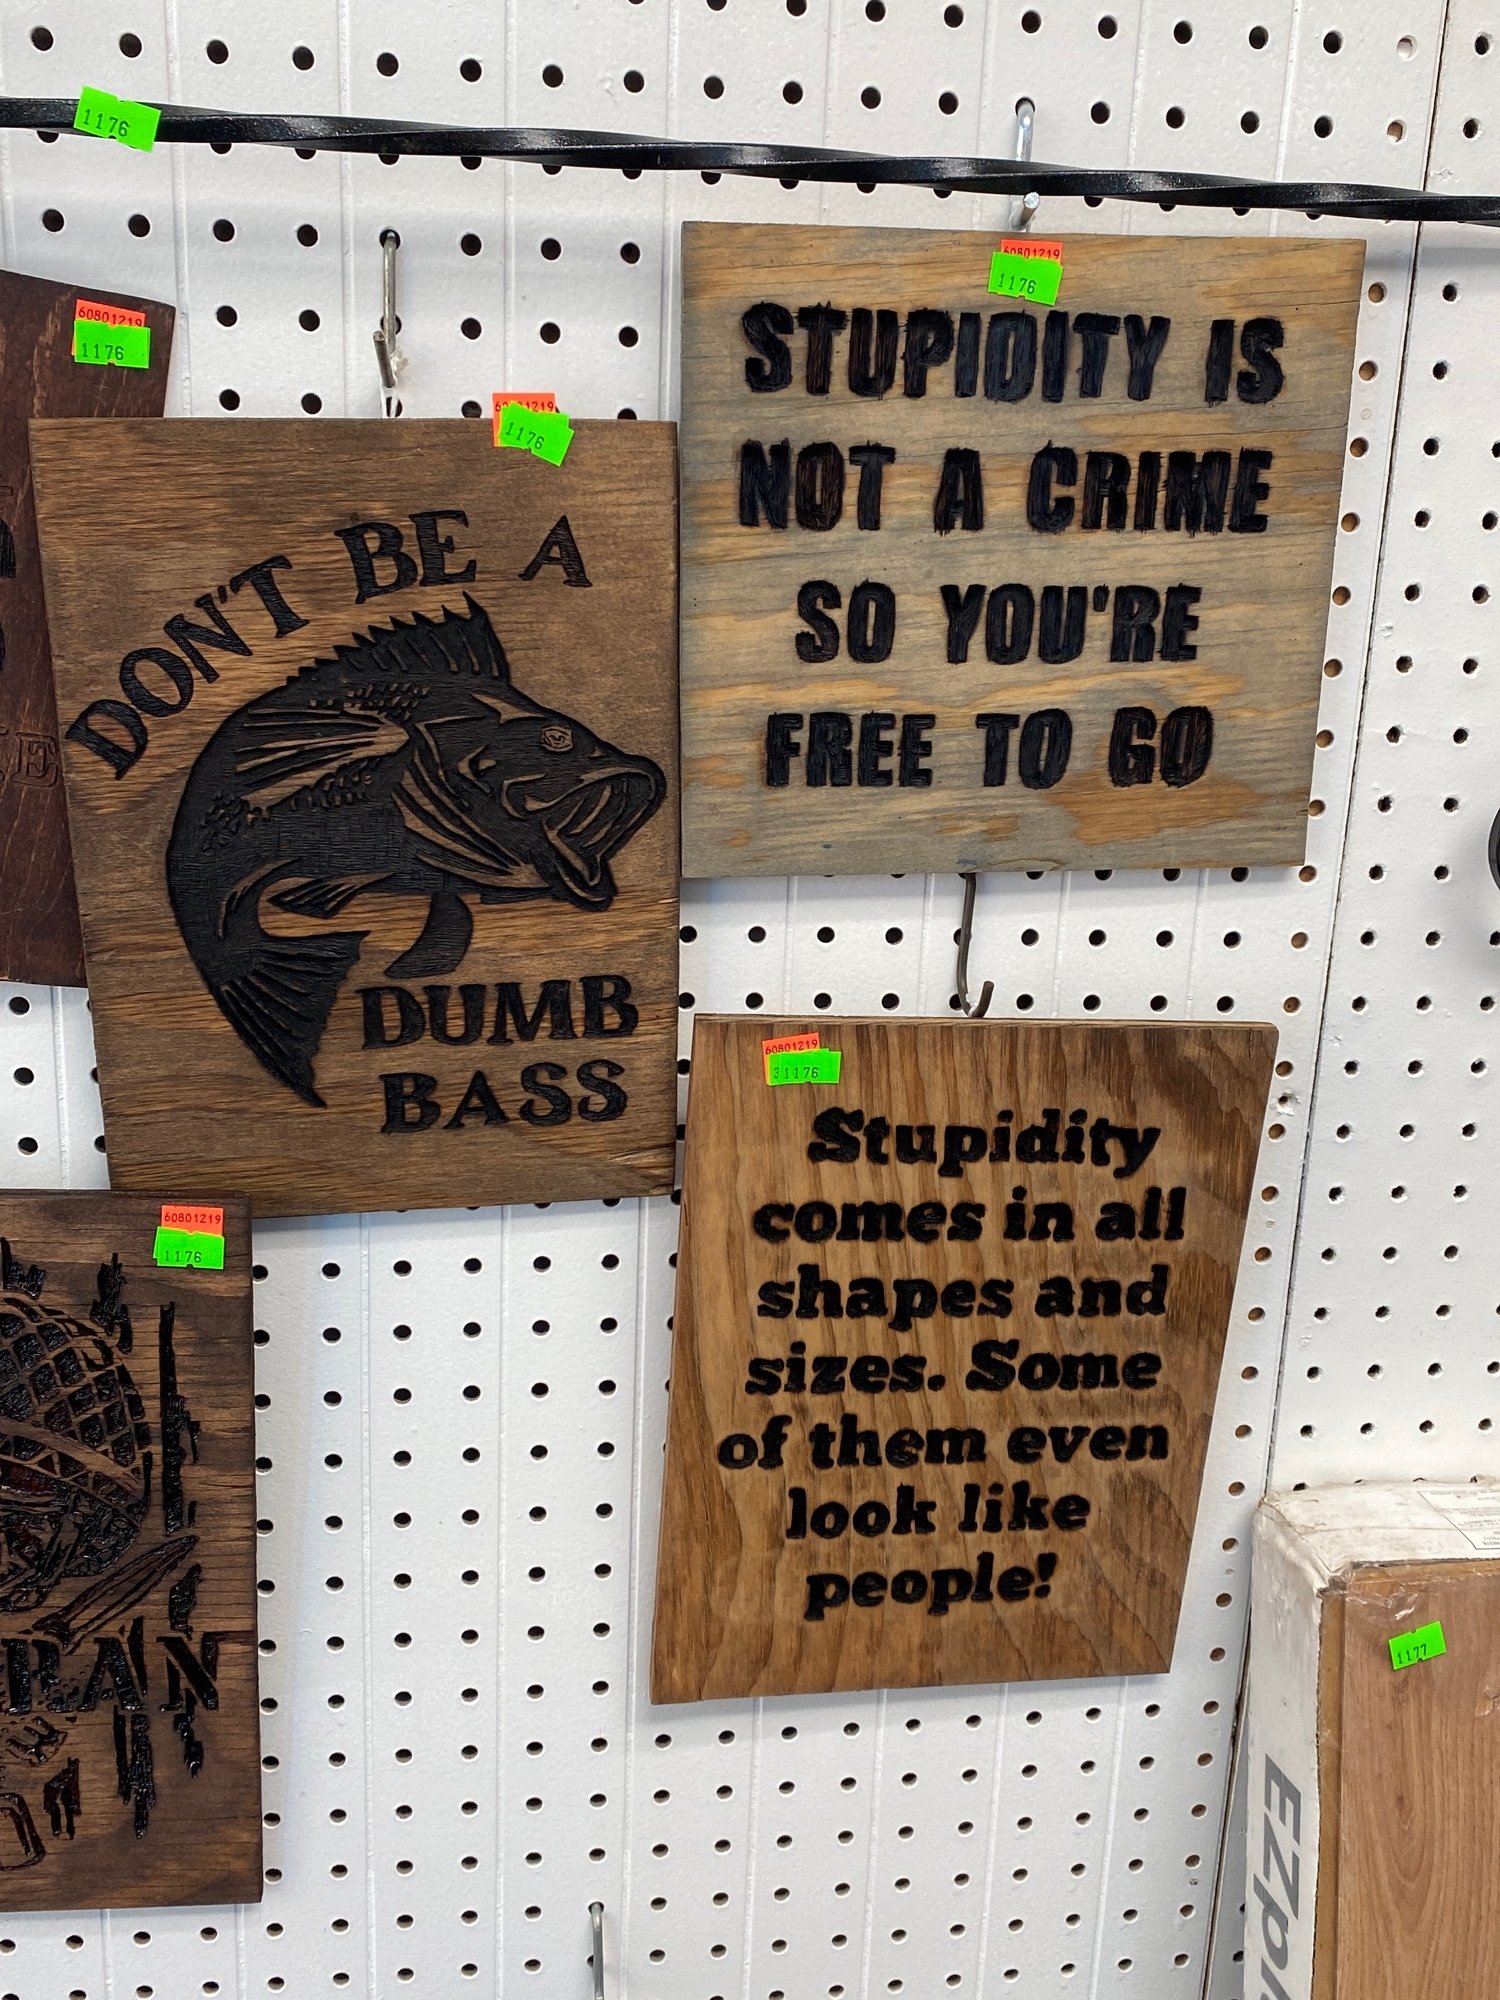 1176
60801219
1176
60801219
1176
STUPIDITY IS
NOT A CRIME
SO YOU'RE
FREE TO GO
1176
DON'T BE A
DUMB
BASS
60801219
31176
Stupidity
comes in all
shapes and
sizes. Some
of them even
look like
people!
60801219
1176
RAN
1177